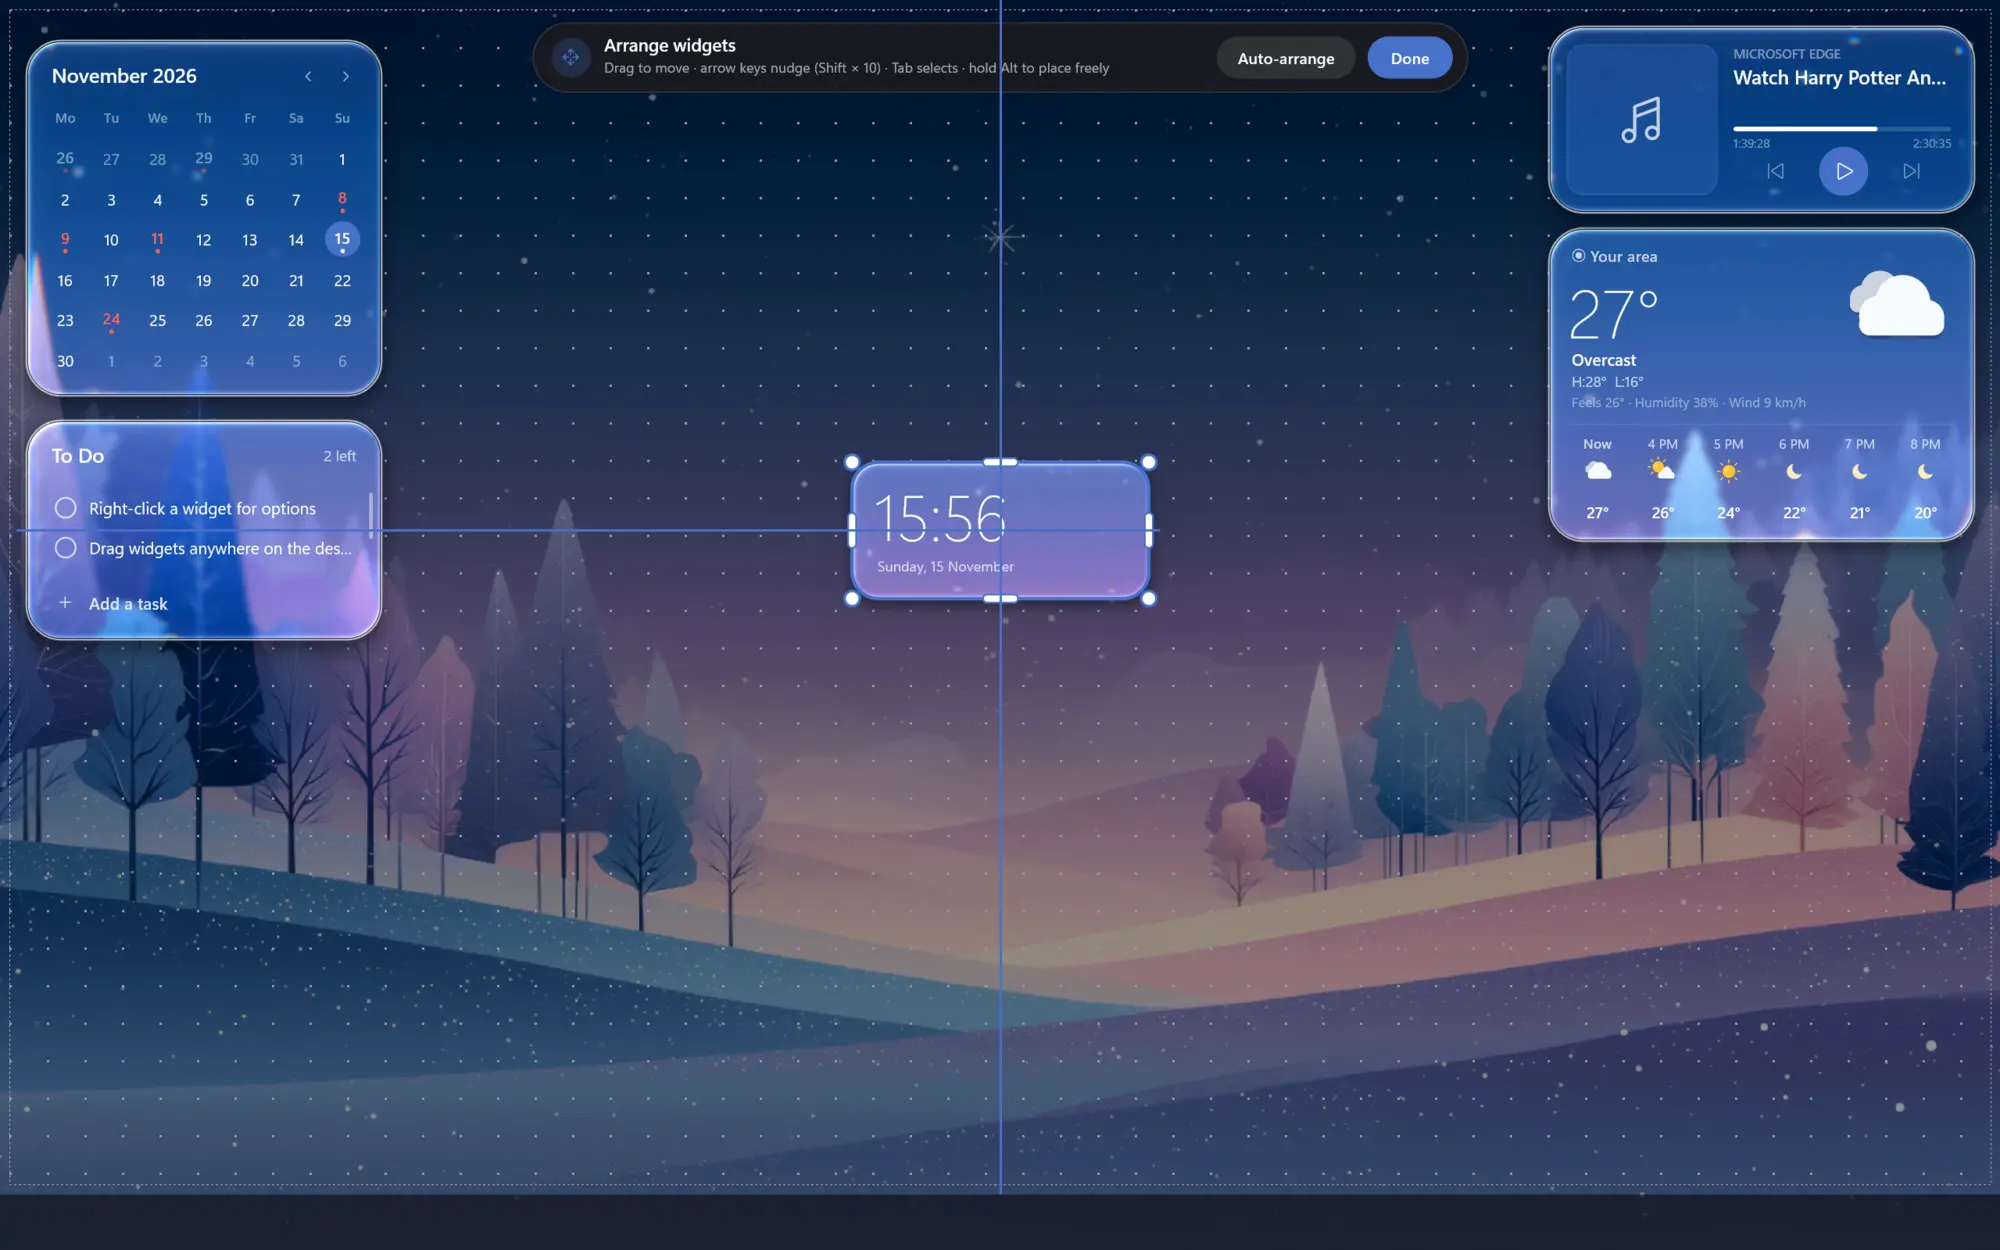 Arrange widgets
Drag to move · arrow keys nudge (Shift × 10) · Tab selects · hold Alt to place freely
Auto-arrange
Done
November 2026
Mo Tu We Th Fr Sa Su
26 27 28 29 30 31 1
2 3 4 5 6 7 8
9 10 11 12 13 14 15
16 17 18 19 20 21 22
23 24 25 26 27 28 29
30 1 2 3 4 5 6
To Do
2 left
Right-click a widget for options
Drag widgets anywhere on the des...
+ Add a task
15:56
Sunday, 15 November
MICROSOFT EDGE
Watch Harry Potter An...
1:39:28
2:30:35
Your area
27°
Overcast
H:28° L:16°
Feels 26° · Humidity 38% · Wind 9 km/h
Now 4 PM 5 PM 6 PM 7 PM 8 PM
27° 26° 24° 22° 21° 20°